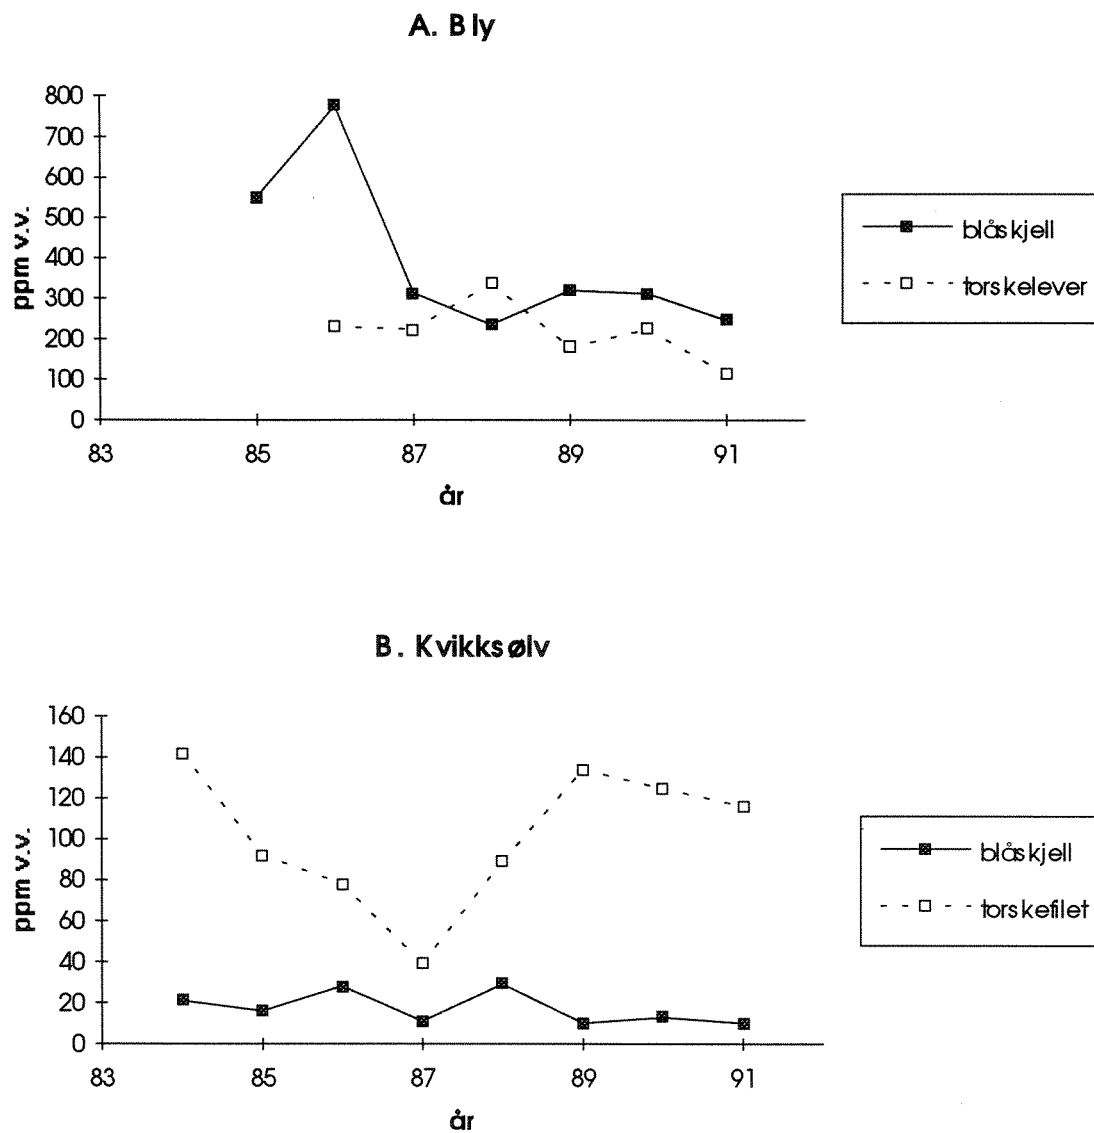 A. Bly
800
700
600
500
400
300
200
100
0
ppm v.v.
83 85 87 89 91
år
blåskjell
torskelever
B. Kvikksølv
160
140
120
100
80
60
40
20
0
ppm v.v.
83 85 87 89 91
år
blåskjell
torskefilet